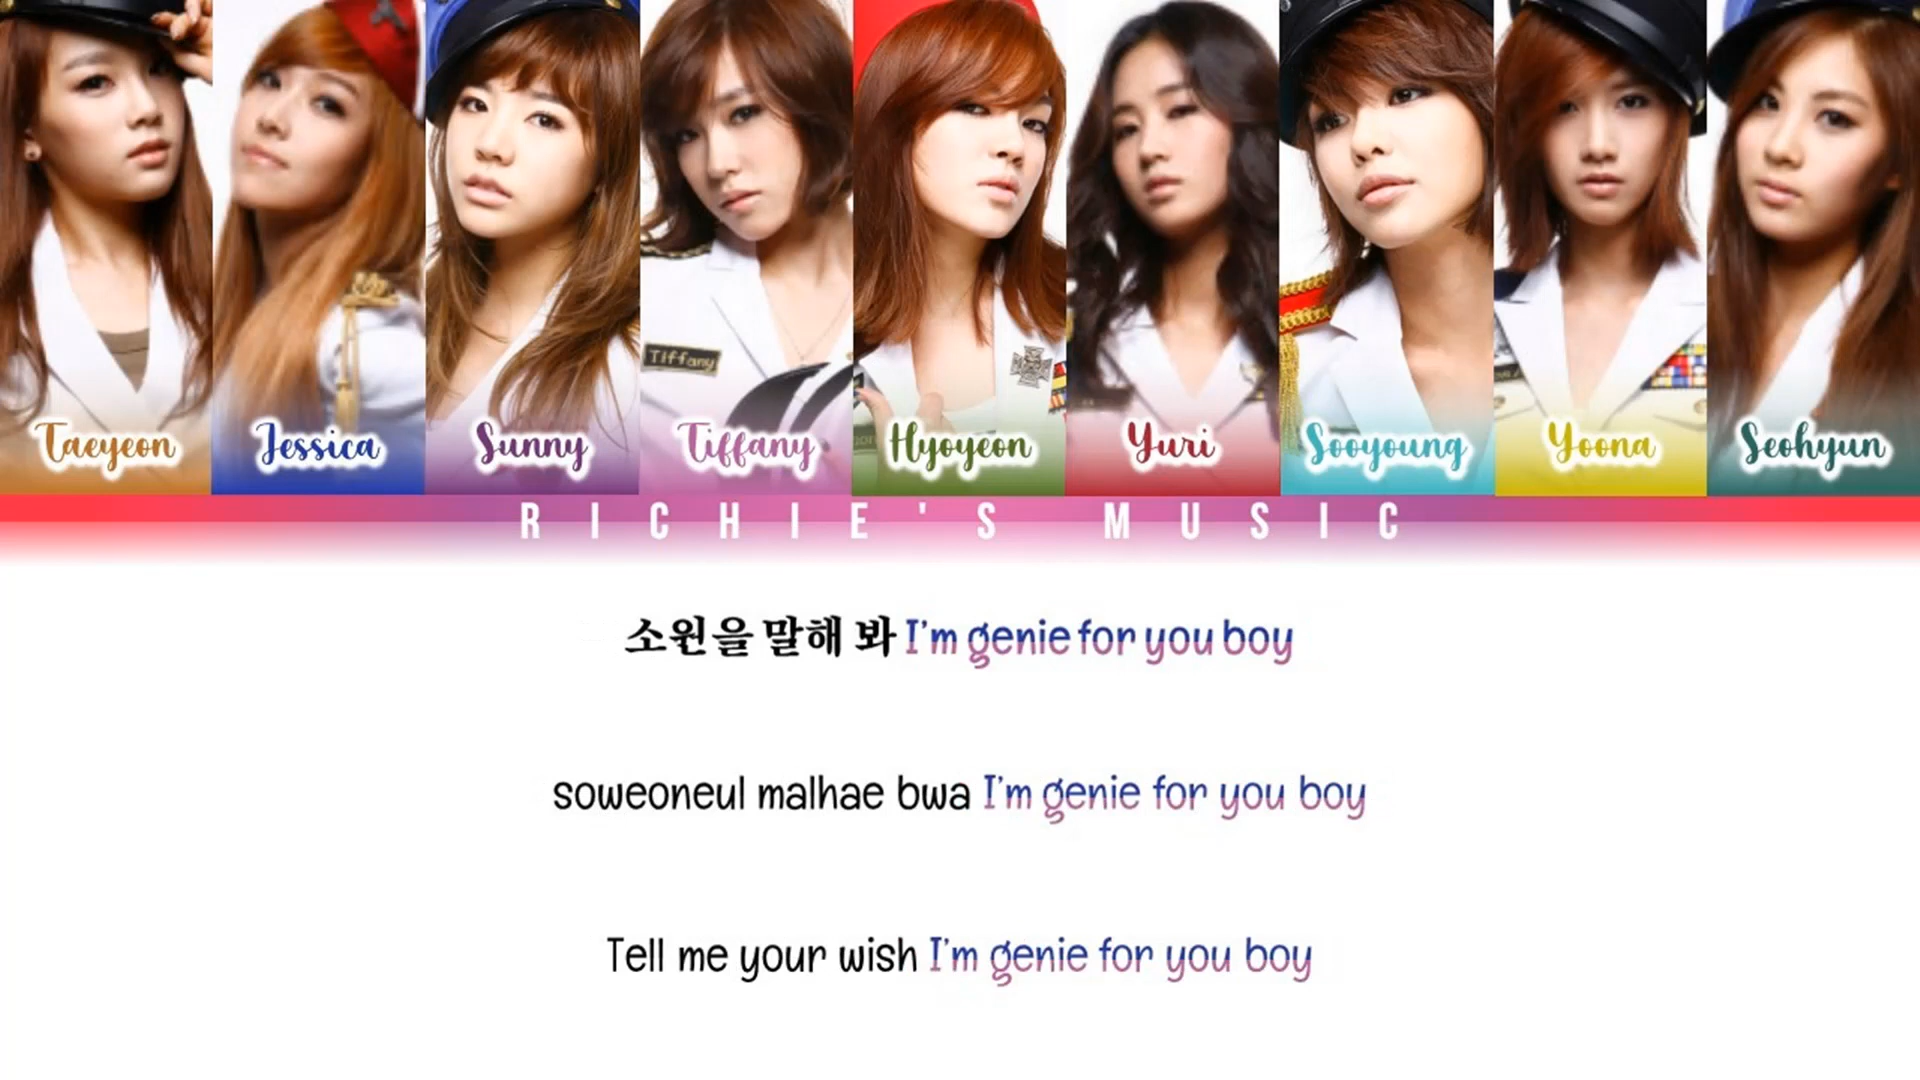 Tiffany
Taeyeon Jessica Sunny Tiffany Hyoyeon Yuri Sooyoung Yoona Seohyun
RICHIE'S MUSIC
소원을 말해 봐 I'm genie for you boy
soweoneul malhae bwa I'm genie for you boy
Tell me your wish I'm genie for you boy